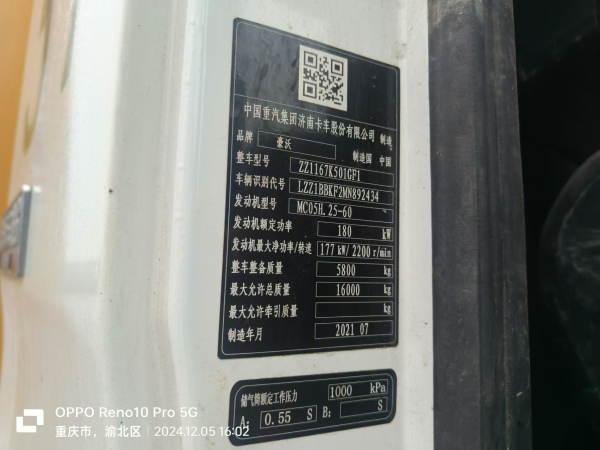 中国重汽集团济南卡车股份有限公司 制造
品牌 豪沃 制造国 中国
整车型号 ZZ1167K501GF1
车辆识别代号 LZZ1BBKF2MN892434
发动机型号 MC05H.25-60
发动机额定功率 180 kW
发动机最大净功率/转速 177 kW/ 2200 r/min
整车整备质量 5800 kg
最大允许总质量 16000 kg
最大允许牵引质量 kg
制造年月 2021 07
储气筒额定工作压力 1000 kPa
A: 0.55 S B: S
OPPO Reno10 Pro 5G
重庆市，渝北区 2024.12.05 16:02